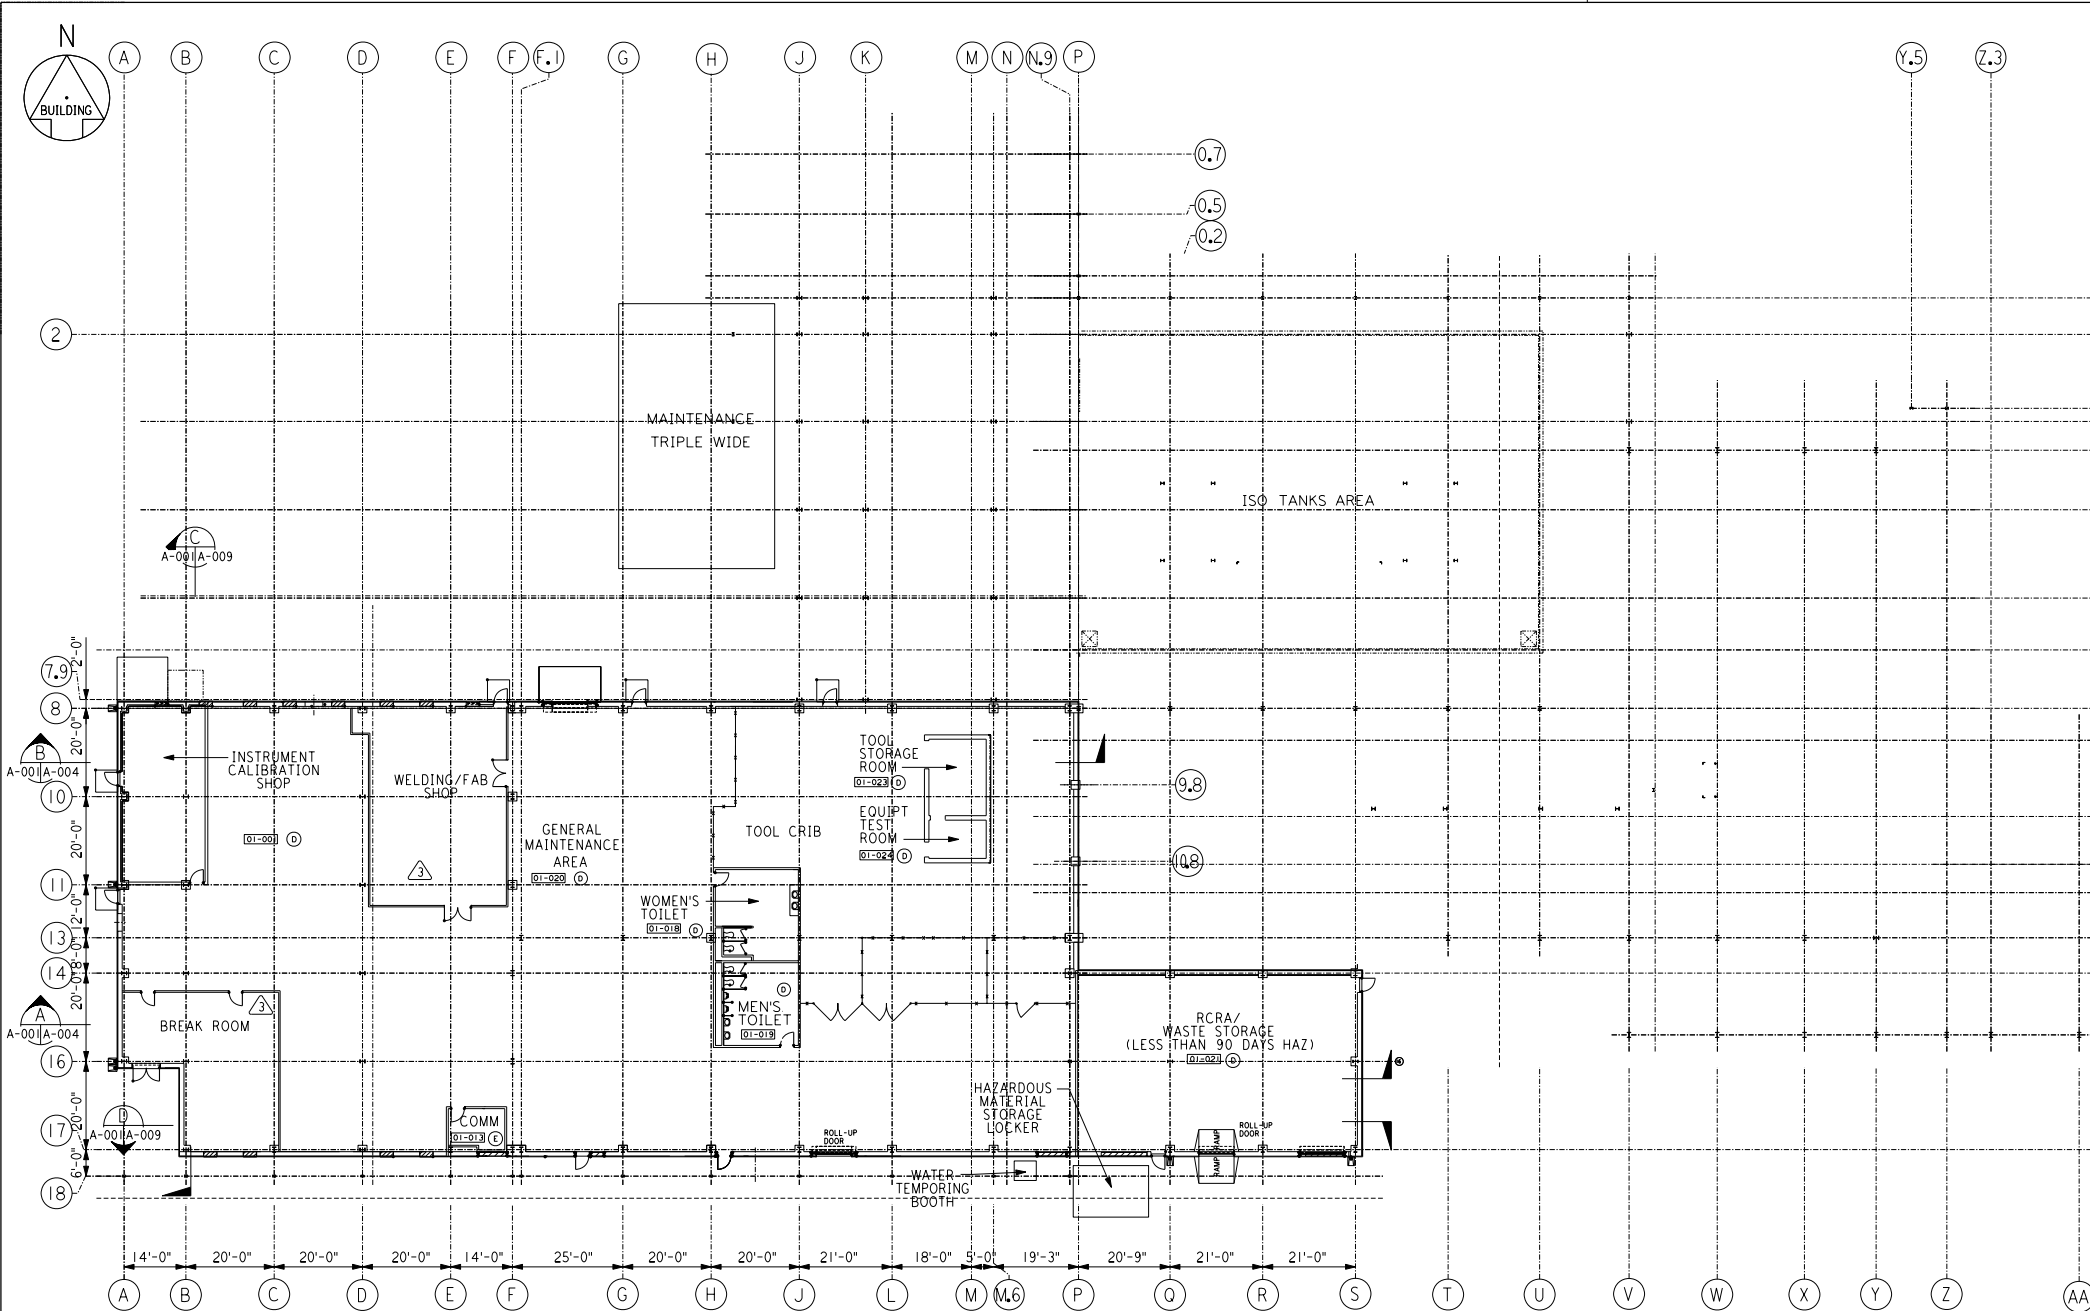 N
BUILDING
A
B
C
D
E
F
F.1
G
H
J
K
M
N
N.9
P
Y.5
Z.3
0.7
0.5
0.2
2
MAINTENANCE
TRIPLE WIDE
ISO TANKS AREA
C
A-001 A-009
7.9
2'-0"
8
20'-0"
B
A-001 A-004
10
20'-0"
11
12'-0"
13
8'-0"
14
20'-0"
A
A-001 A-004
16
20'-0"
17
D
A-001 A-009
6'-0"
18
INSTRUMENT
CALIBRATION
SHOP
01-001 D
WELDING/FAB
SHOP
3
GENERAL
MAINTENANCE
AREA
01-020 D
TOOL CRIB
TOOL
STORAGE
ROOM
01-023 D
EQUIPT
TEST
ROOM
01-024 D
9.8
10.8
WOMEN'S
TOILET
01-018 D
D
MEN'S
TOILET
01-019
BREAK ROOM
3
RCRA/
WASTE STORAGE
(LESS THAN 90 DAYS HAZ)
01-021 D
HAZARDOUS
MATERIAL
STORAGE
LOCKER
COMM
01-013 E
ROLL-UP
DOOR
ROLL-UP
DOOR
RAMP
RAMP
WATER
TEMPORING
BOOTH
14'-0"
20'-0"
20'-0"
20'-0"
14'-0"
25'-0"
20'-0"
20'-0"
21'-0"
18'-0"
5'-0"
19'-3"
20'-9"
21'-0"
21'-0"
A
B
C
D
E
F
G
H
J
L
M
M.6
P
Q
R
S
T
U
V
W
X
Y
Z
AA